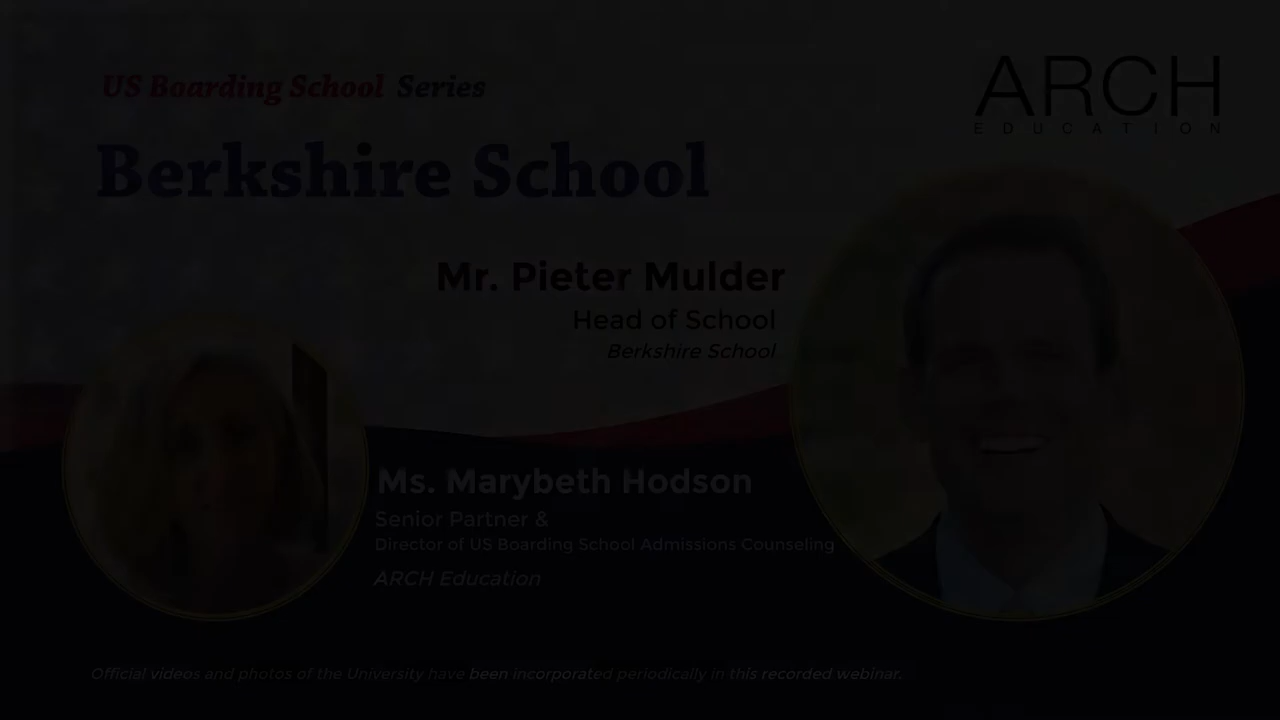 US Boarding School Series
ARCH
EDUCATION
Berkshire School
Mr. Pieter Mulder
Head of School
Berkshire School
Ms. Marybeth Hodson
Senior Partner &
Director of US Boarding School Admissions Counseling
ARCH Education
Official videos and photos of the University have been incorporated periodically in this recorded webinar.